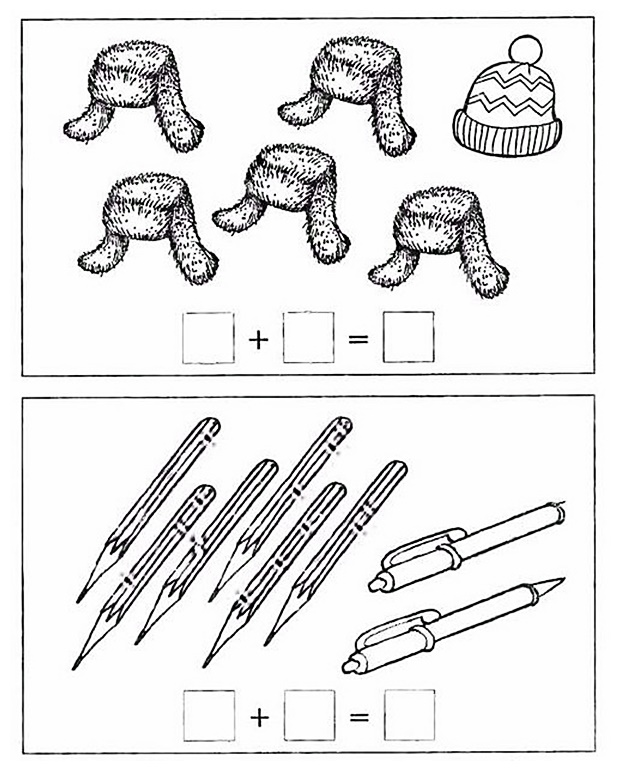 + =
+ =